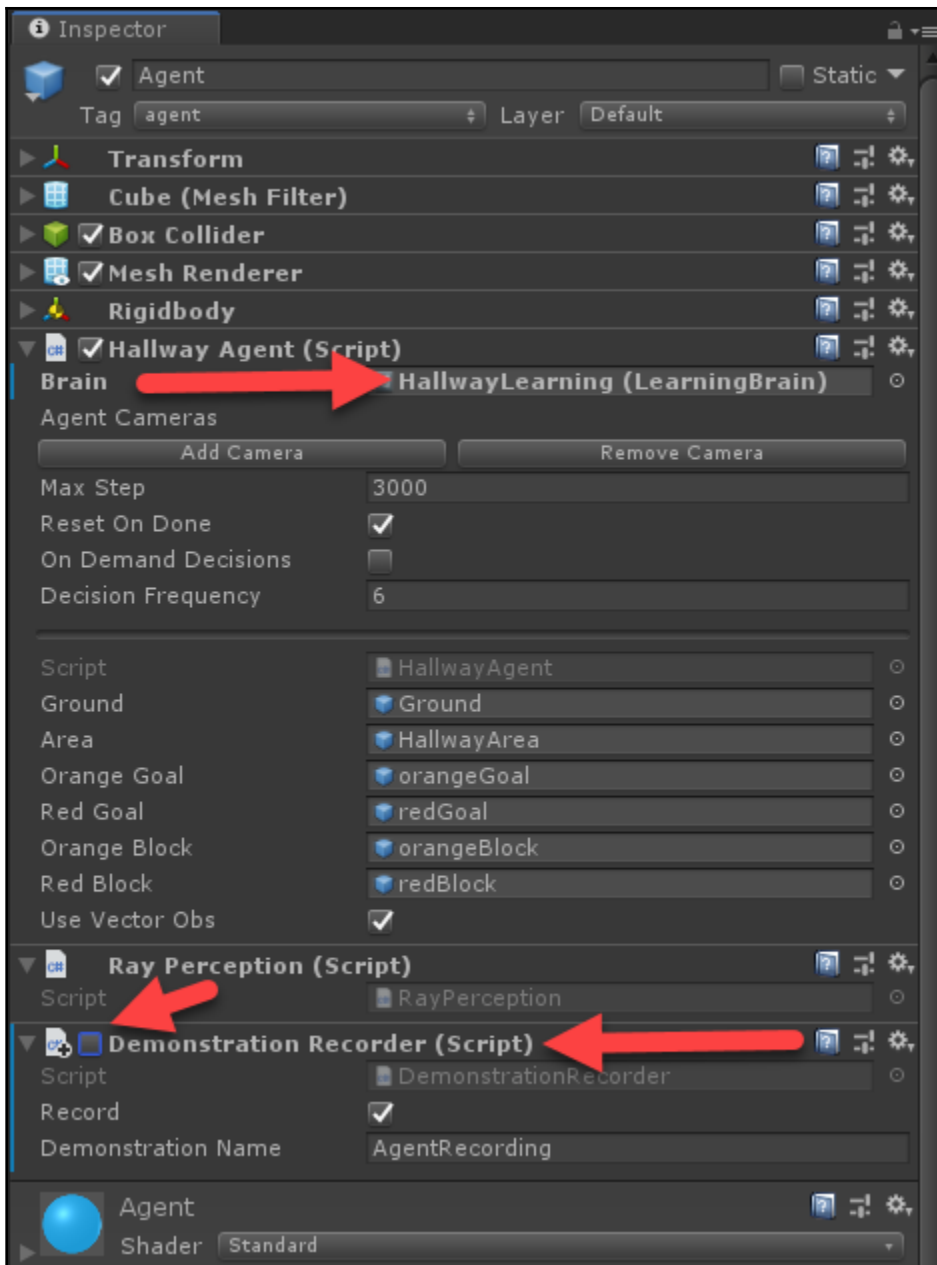 Inspector
Agent Static
Tag agent Layer Default
Transform
Cube (Mesh Filter)
Box Collider
Mesh Renderer
Rigidbody
Hallway Agent (Script)
Brain HallwayLearning (LearningBrain)
Agent Cameras
Add Camera Remove Camera
Max Step 3000
Reset On Done
On Demand Decisions
Decision Frequency 6
Script HallwayAgent
Ground Ground
Area HallwayArea
Orange Goal orangeGoal
Red Goal redGoal
Orange Block orangeBlock
Red Block redBlock
Use Vector Obs
Ray Perception (Script)
Script RayPerception
Demonstration Recorder (Script)
Script DemonstrationRecorder
Record
Demonstration Name AgentRecording
Agent
Shader Standard